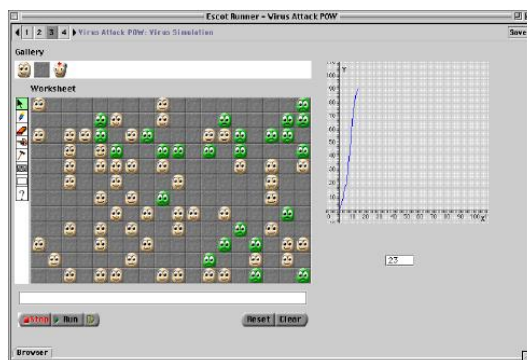 Escot Runner - Virus Attack POW
1 2 3 4 Virus Attack POW: Virus Simulation
Save
Gallery
Worksheet
?
Y
110
100
90
80
70
60
50
40
30
20
10
0
0 10 20 30 40 50 60 70 80 90 100 X
23
Stop Run
Reset Clear
Browser